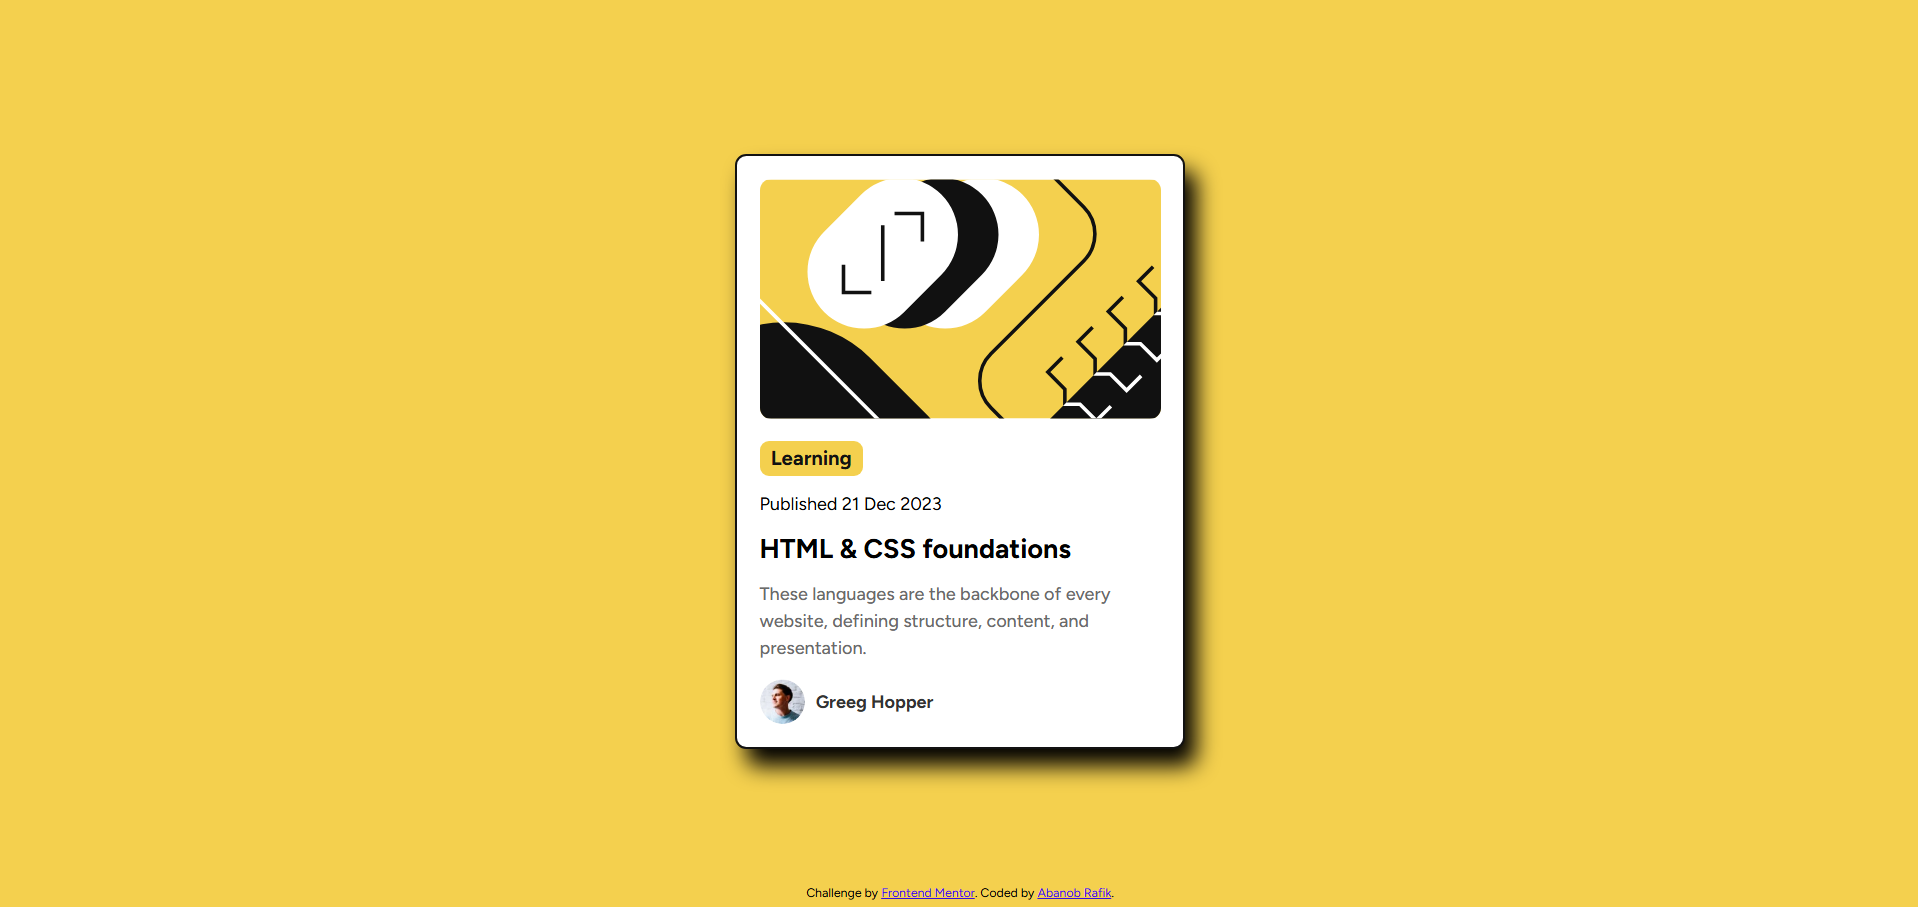 Learning
Published 21 Dec 2023
HTML & CSS foundations
These languages are the backbone of every
website, defining structure, content, and
presentation.
Greeg Hopper
Challenge by Frontend Mentor. Coded by Abanob Rafik.